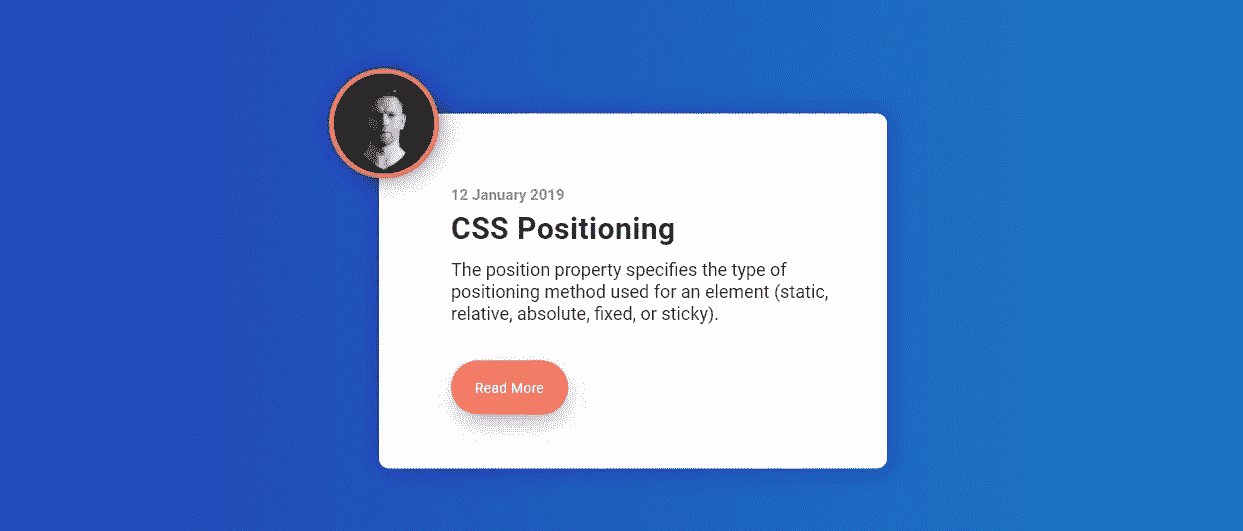 12 January 2019
CSS Positioning
The position property specifies the type of
positioning method used for an element (static,
relative, absolute, fixed, or sticky).
Read More